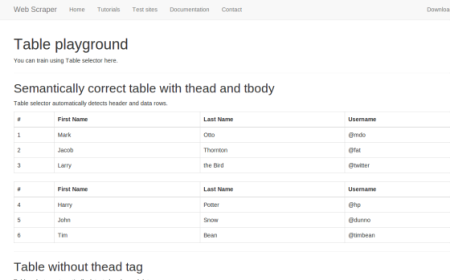 Web Scraper Home Tutorials Test sites Documentation Contact
Table playground
You can train using Table selector here.
Semantically correct table with thead and tbody
Table selector automatically detects header and data rows.
# First Name Last Name Username
1 Mark Otto @mdo
2 Jacob Thornton @fat
3 Larry the Bird @twitter
# First Name Last Name Username
4 Harry Potter @hp
5 John Snow @dunno
6 Tim Bean @timbean
Table without thead tag